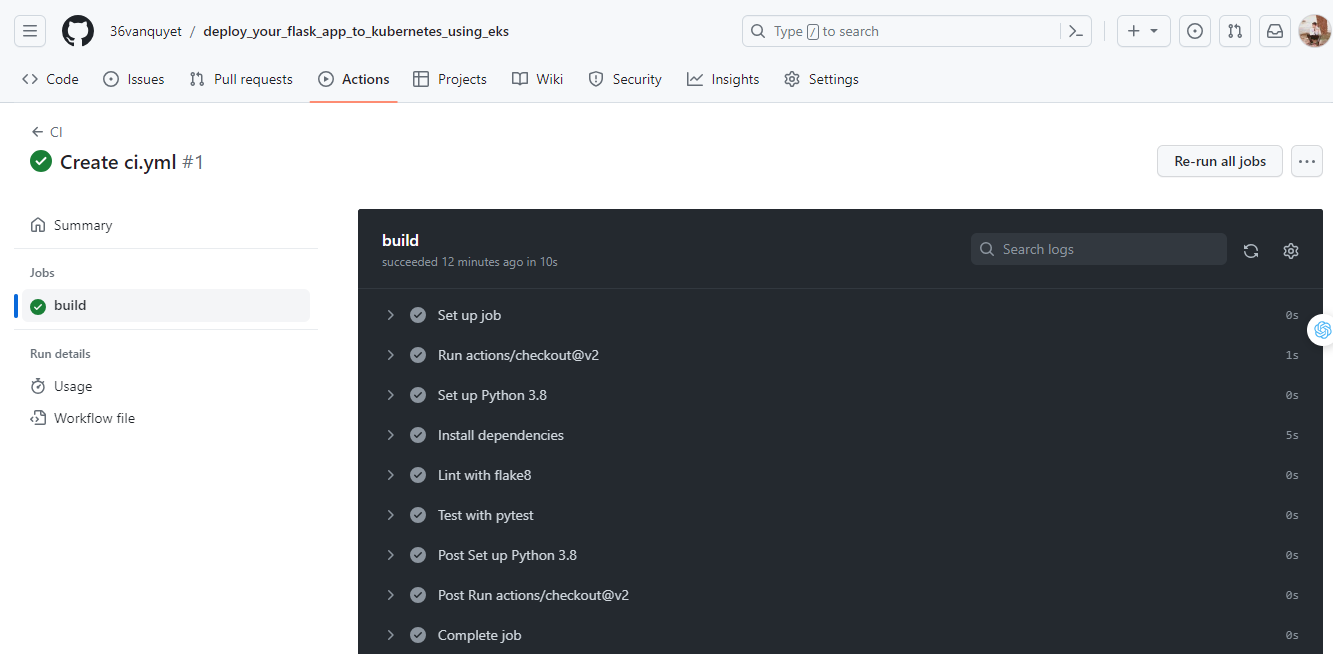 36vanquyet / deploy_your_flask_app_to_kubernetes_using_eks
Type / to search
Code Issues Pull requests Actions Projects Wiki Security Insights Settings
CI
Create ci.yml #1
Re-run all jobs
Summary
Jobs
build
Run details
Usage
Workflow file
build
succeeded 12 minutes ago in 10s
Search logs
Set up job 0s
Run actions/checkout@v2 1s
Set up Python 3.8 0s
Install dependencies 5s
Lint with flake8 0s
Test with pytest 0s
Post Set up Python 3.8 0s
Post Run actions/checkout@v2 0s
Complete job 0s